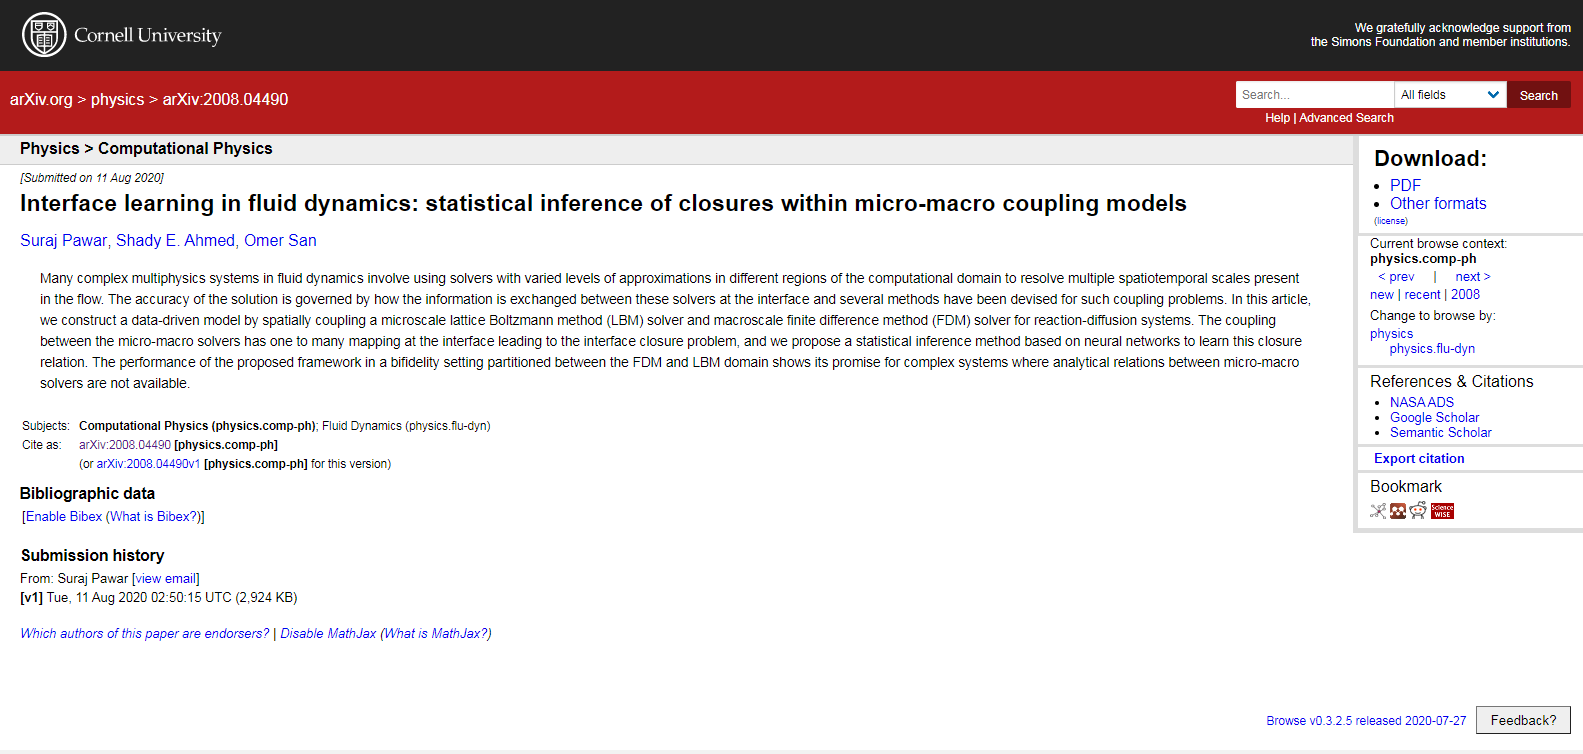 Cornell University
We gratefully acknowledge support from
the Simons Foundation and member institutions.
arXiv.org > physics > arXiv:2008.04490
Search...
All fields
Search
Help | Advanced Search
Physics > Computational Physics
[Submitted on 11 Aug 2020]
Interface learning in fluid dynamics: statistical inference of closures within micro-macro coupling models
Suraj Pawar, Shady E. Ahmed, Omer San
Many complex multiphysics systems in fluid dynamics involve using solvers with varied levels of approximations in different regions of the computational domain to resolve multiple spatiotemporal scales present
in the flow. The accuracy of the solution is governed by how the information is exchanged between these solvers at the interface and several methods have been devised for such coupling problems. In this article,
we construct a data-driven model by spatially coupling a microscale lattice Boltzmann method (LBM) solver and macroscale finite difference method (FDM) solver for reaction-diffusion systems. The coupling
between the micro-macro solvers has one to many mapping at the interface leading to the interface closure problem, and we propose a statistical inference method based on neural networks to learn this closure
relation. The performance of the proposed framework in a bifidelity setting partitioned between the FDM and LBM domain shows its promise for complex systems where analytical relations between micro-macro
solvers are not available.
Subjects: Computational Physics (physics.comp-ph); Fluid Dynamics (physics.flu-dyn)
Cite as: arXiv:2008.04490 [physics.comp-ph]
(or arXiv:2008.04490v1 [physics.comp-ph] for this version)
Bibliographic data
[Enable Bibex (What is Bibex?)]
Submission history
From: Suraj Pawar [view email]
[v1] Tue, 11 Aug 2020 02:50:15 UTC (2,924 KB)
Which authors of this paper are endorsers? | Disable MathJax (What is MathJax?)
Download:
PDF
Other formats
(license)
Current browse context:
physics.comp-ph
< prev | next >
new | recent | 2008
Change to browse by:
physics
physics.flu-dyn
References & Citations
NASA ADS
Google Scholar
Semantic Scholar
Export citation
Bookmark
Science
WISE
Browse v0.3.2.5 released 2020-07-27
Feedback?